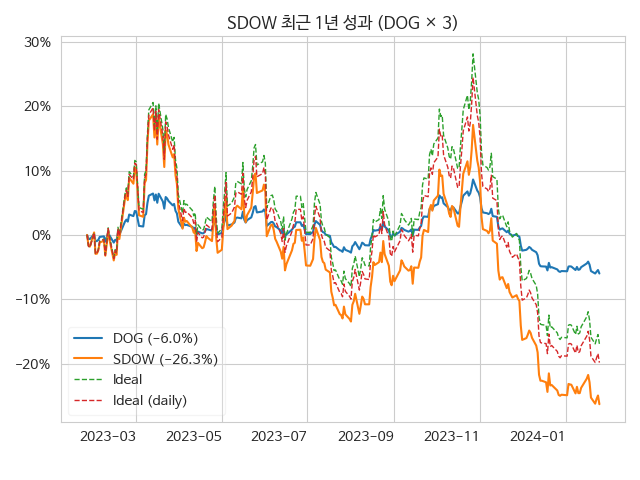 SDOW 최근 1년 성과 (DOG × 3)
30%
20%
10%
0%
−10%
−20%
DOG (−6.0%)
SDOW (−26.3%)
Ideal
Ideal (daily)
2023−03
2023−05
2023−07
2023−09
2023−11
2024−01